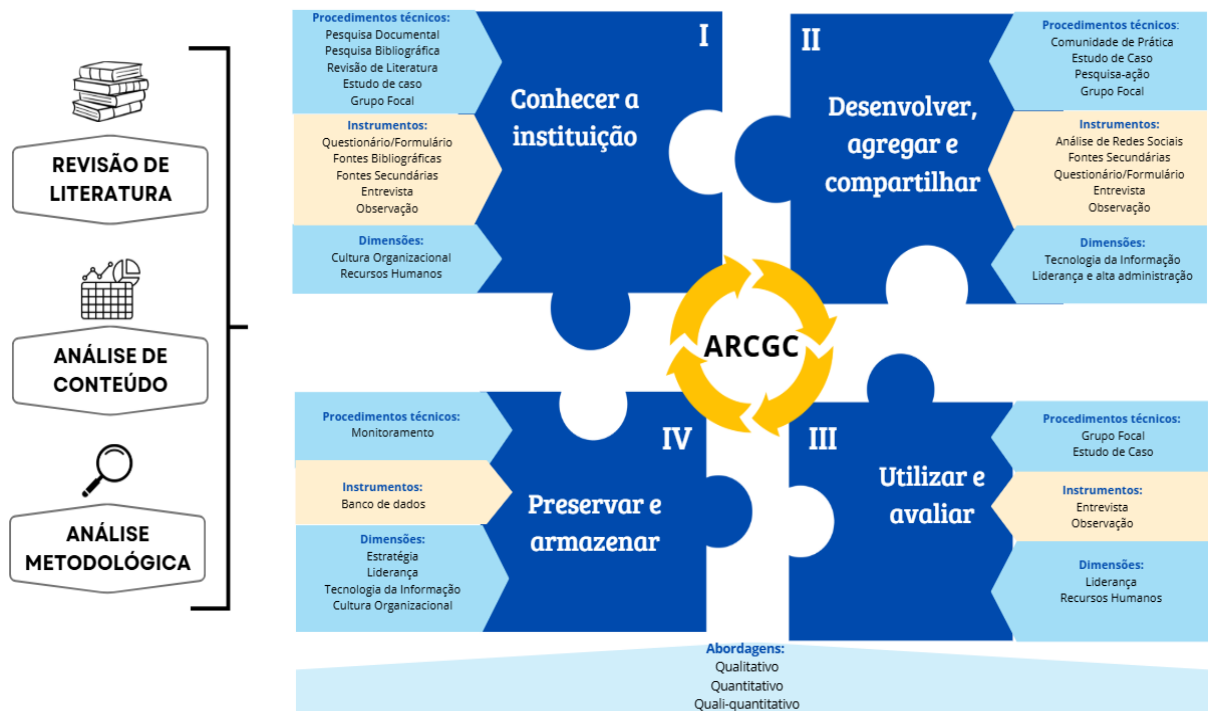 REVISÃO DE
LITERATURA
ANÁLISE DE
CONTEÚDO
ANÁLISE
METODOLÓGICA
Procedimentos técnicos:
Pesquisa Documental
Pesquisa Bibliográfica
Revisão de Literatura
Estudo de caso
Grupo Focal
Instrumentos:
Questionário/Formulário
Fontes Bibliográficas
Fontes Secundárias
Entrevista
Observação
Dimensões:
Cultura Organizacional
Recursos Humanos
I
Conhecer a
instituição
II
Desenvolver,
agregar e
compartilhar
Procedimentos técnicos:
Comunidade de Prática
Estudo de Caso
Pesquisa-ação
Grupo Focal
Instrumentos:
Análise de Redes Sociais
Fontes Secundárias
Questionário/Formulário
Entrevista
Observação
Dimensões:
Tecnologia da Informação
Liderança e alta administração
ARCGC
Procedimentos técnicos:
Monitoramento
Instrumentos:
Banco de dados
Dimensões:
Estratégia
Liderança
Tecnologia da Informação
Cultura Organizacional
IV
Preservar e
armazenar
III
Utilizar e
avaliar
Procedimentos técnicos:
Grupo Focal
Estudo de Caso
Instrumentos:
Entrevista
Observação
Dimensões:
Liderança
Recursos Humanos
Abordagens:
Qualitativo
Quantitativo
Quali-quantitativo